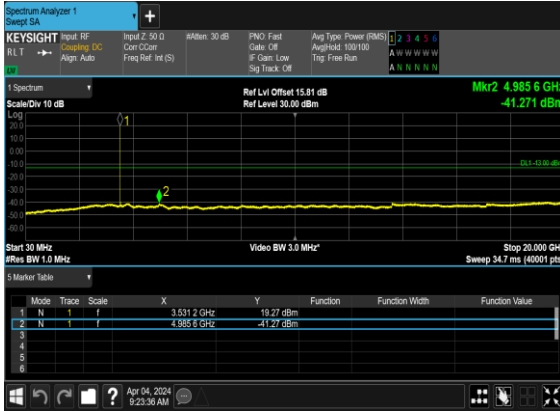 Spectrum Analyzer 1
Swept SA
+
KEYSIGHT
RLT
Input: RF
Coupling: DC
Align: Auto
Input Z: 50 Ω
Corr CCorr
Freq Ref: Int (S)
#Atten: 30 dB
PNO: Fast
Gate: Off
IF Gain: Low
Sig Track: Off
Avg Type: Power (RMS)
Avg|Hold: 100/100
Trig: Free Run
1 2 3 4 5 6
A W W W W W
A N N N N N
1 Spectrum
Scale/Div 10 dB
Ref Lvl Offset 15.81 dB
Ref Level 30.00 dBm
Mkr2 4.985 6 GHz
-41.271 dBm
Log
20.0
10.0
0.00
-10.0
-20.0
-30.0
-40.0
-50.0
-60.0
1
2
DL1 -13.00 dBm
Start 30 MHz
#Res BW 1.0 MHz
Video BW 3.0 MHz*
Stop 20.000 GHz
Sweep 34.7 ms (40001 pts)
5 Marker Table
Mode Trace Scale X Y Function Function Width Function Value
1 N 1 f 3.531 2 GHz 19.27 dBm
2 N 1 f 4.985 6 GHz -41.27 dBm
3
4
5
6
?
Apr 04, 2024
9:23:36 AM